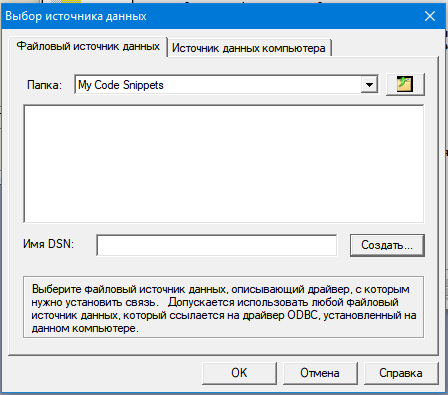 Выбор источника данных
Файловый источник данных
Источник данных компьютера
Папка:
My Code Snippets
Имя DSN:
Создать...
Выберите файловый источник данных, описывающий драйвер, с которым
нужно установить связь. Допускается использовать любой файловый
источник данных, который ссылается на драйвер ODBC, установленный на
данном компьютере.
OK
Отмена
Справка